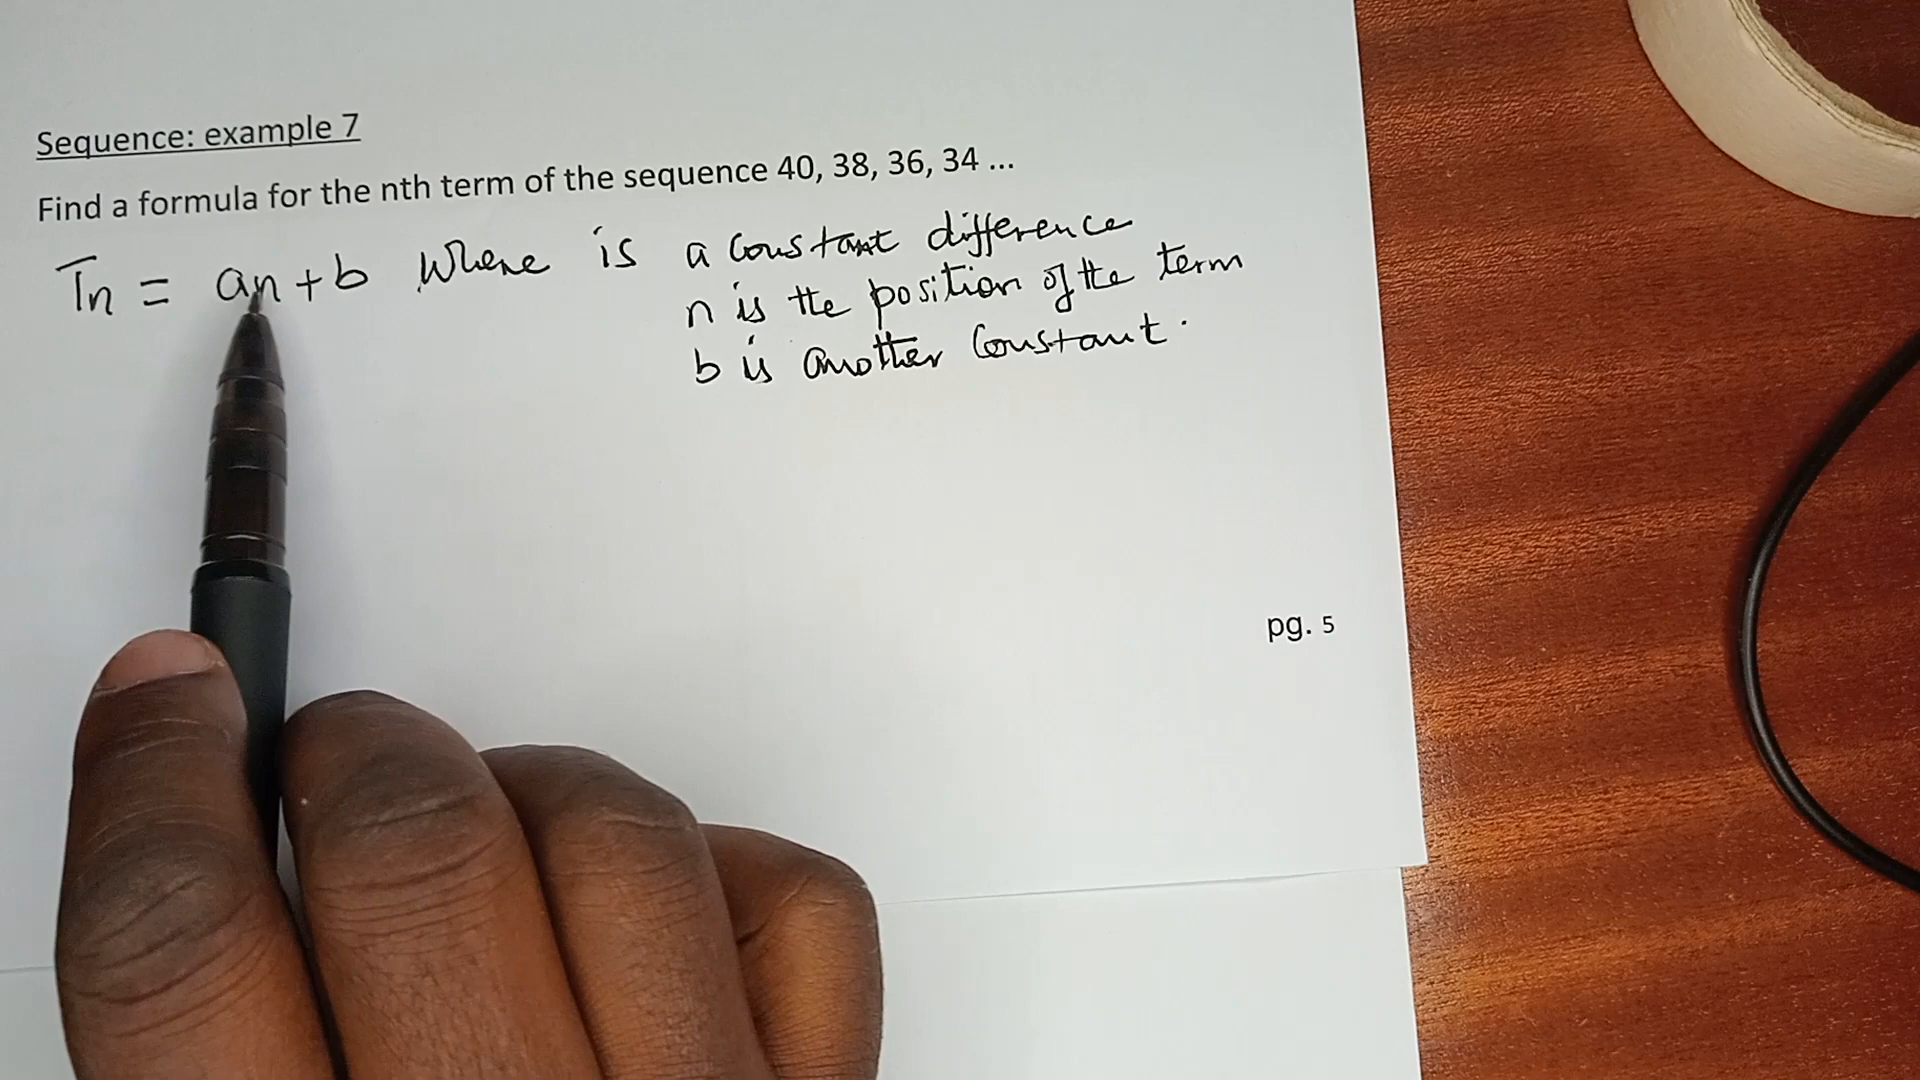 Sequence: example 7
Find a formula for the nth term of the sequence 40, 38, 36, 34 ...
Tn = an + b where is a constant difference
n is the position of the term
b is another constant.
pg. 5